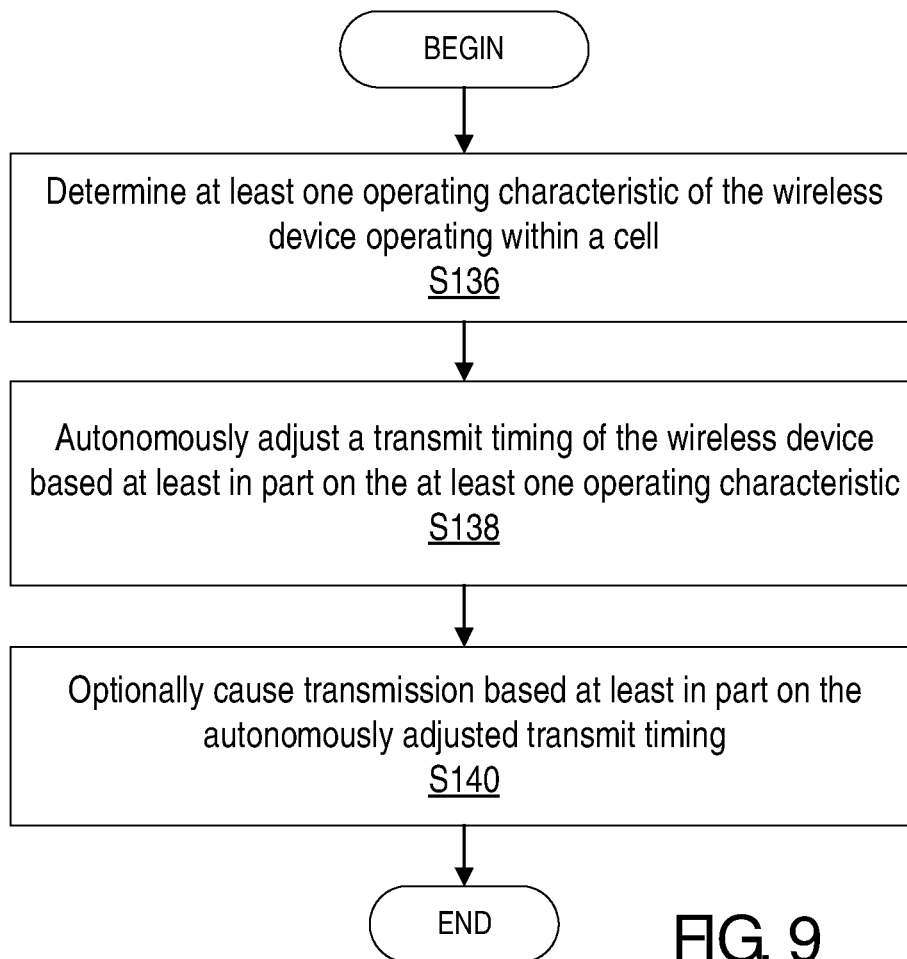 BEGIN
Determine at least one operating characteristic of the wireless
device operating within a cell
S136
Autonomously adjust a transmit timing of the wireless device
based at least in part on the at least one operating characteristic
S138
Optionally cause transmission based at least in part on the
autonomously adjusted transmit timing
S140
END
FIG. 9